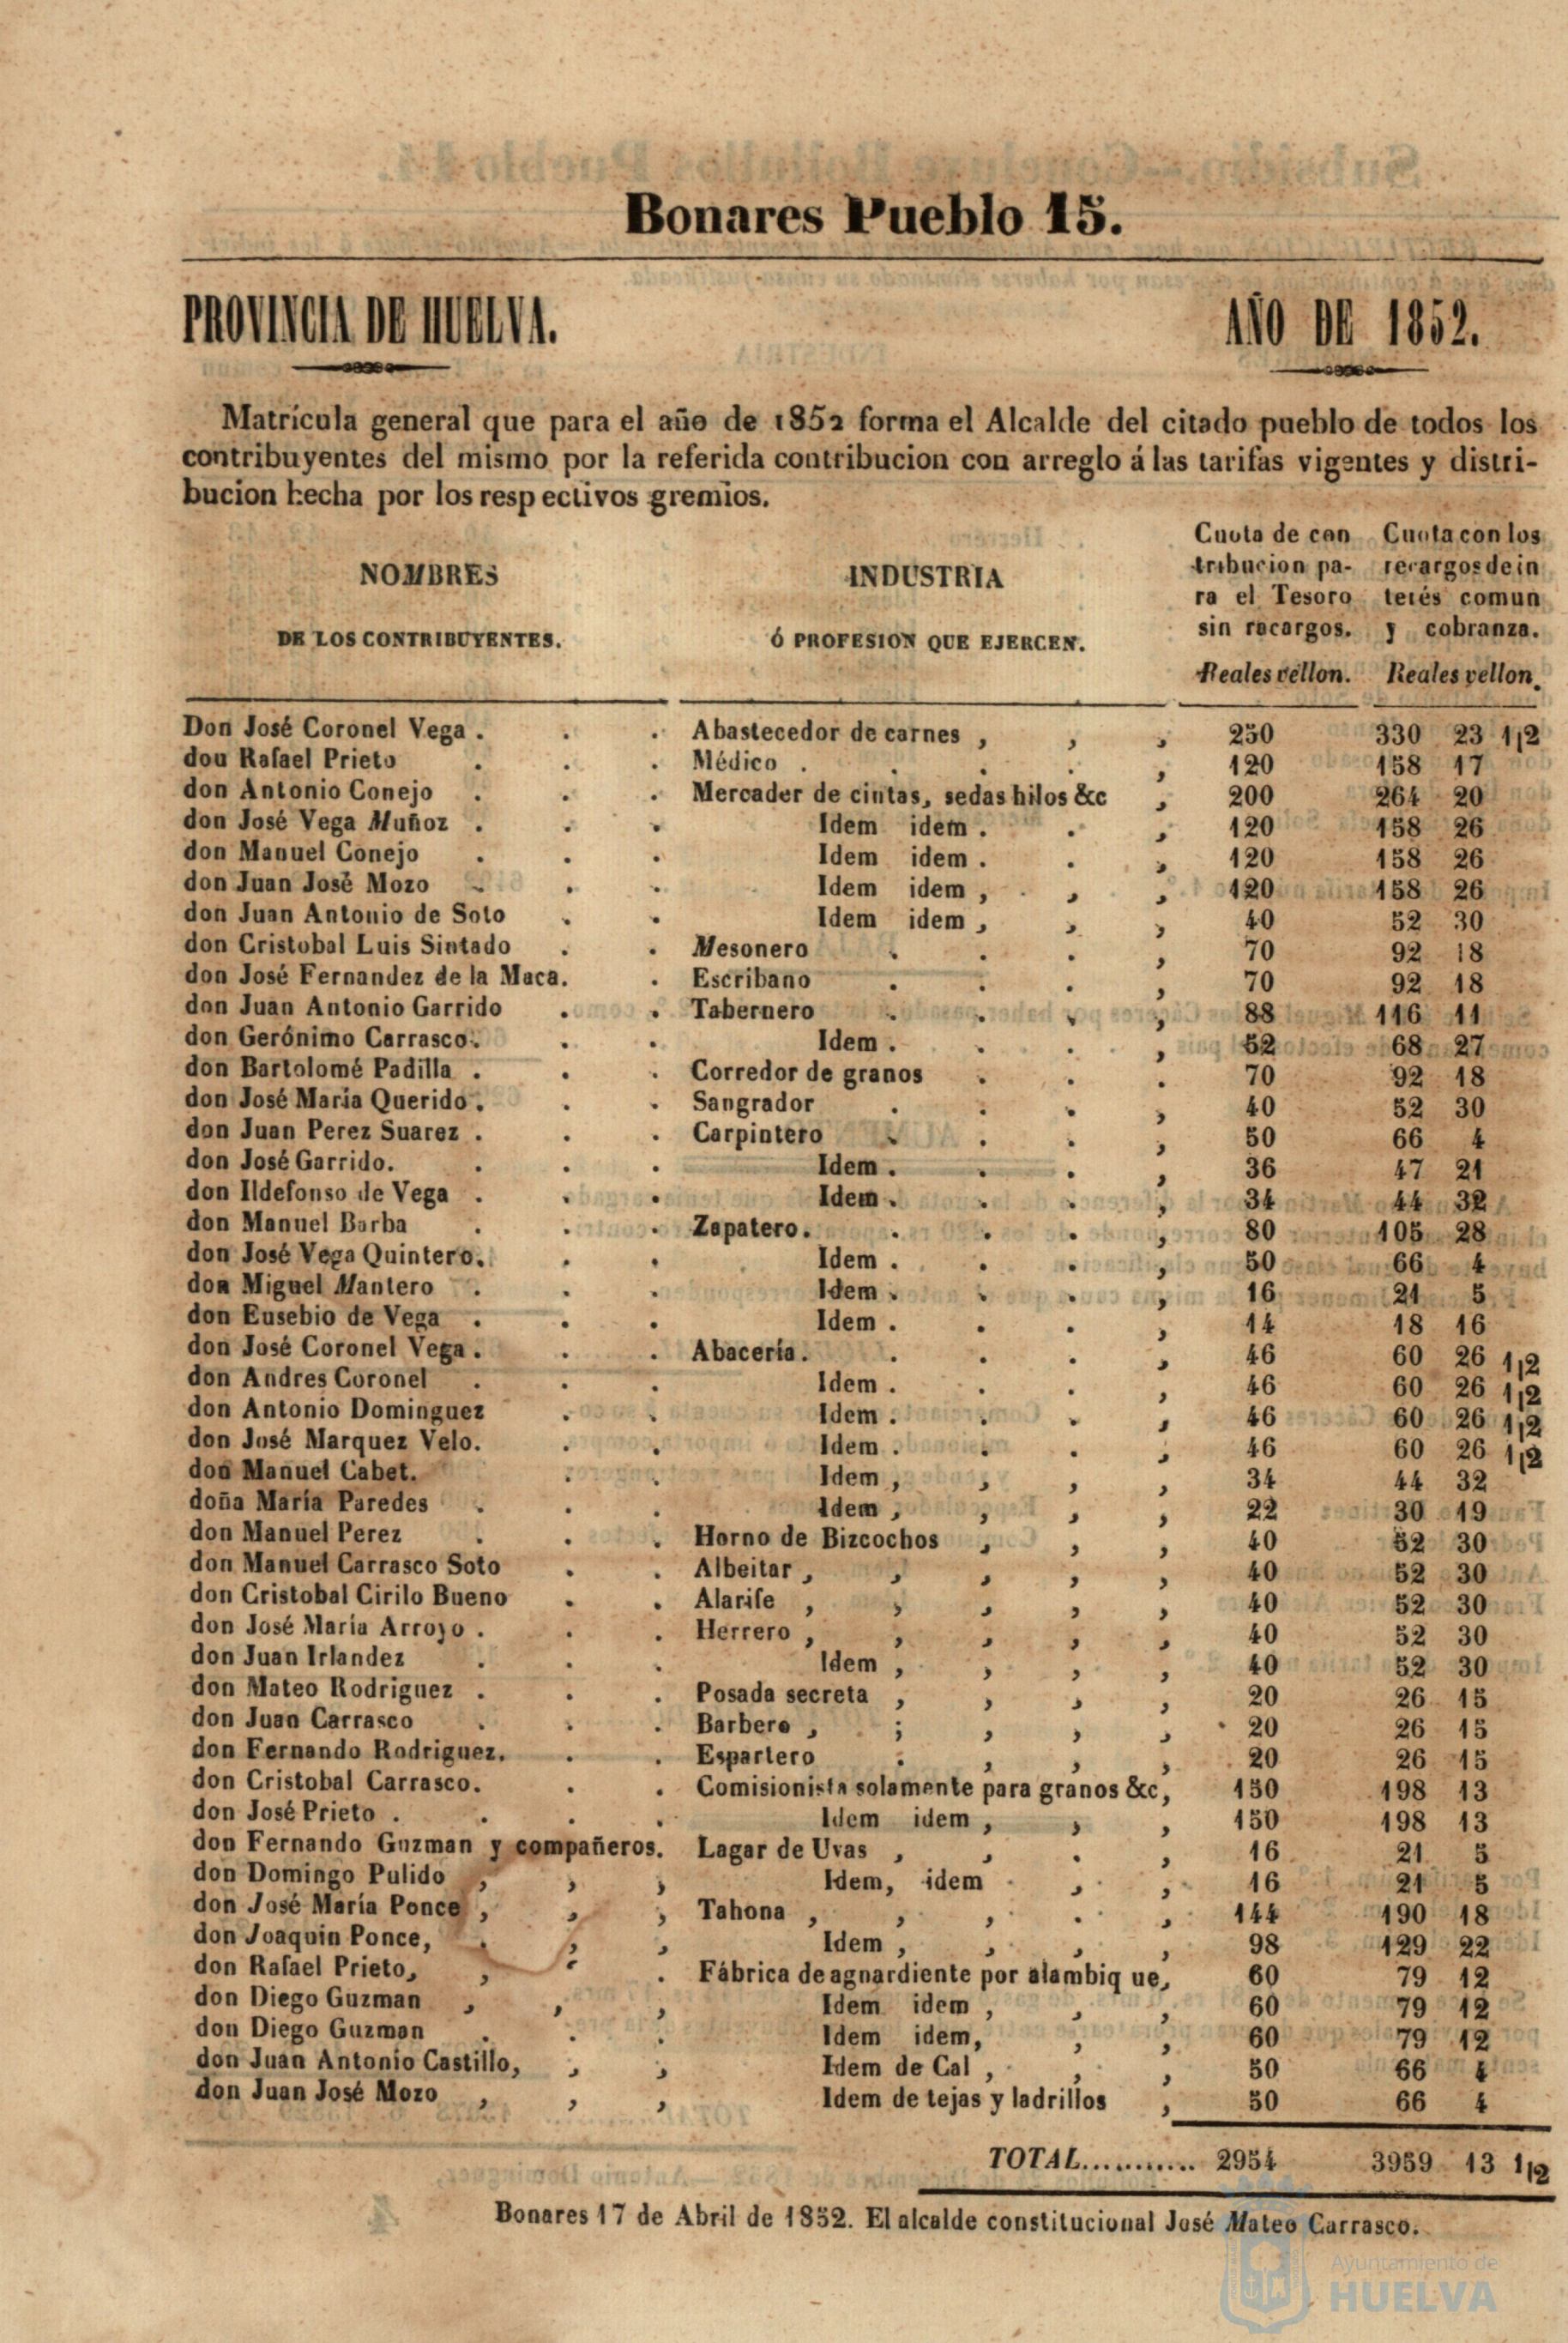 Bonares Pueblo 15.
PROVINCIA DE HUELVA.
AÑO DE 1852.
Matrícula general que para el año de 1852 forma el Alcalde del citado pueblo de todos los
contribuyentes del mismo por la referida contribucion con arreglo á las tarifas vigentes y distri-
bucion hecha por los resp ectivos gremios.
NOMBRES
DE LOS CONTRIBUYENTES.
INDUSTRIA
Ó PROFESION QUE EJERCEN.
Cuota de con
tribucion pa-
ra el Tesoro
sin recargos.
Reales vellon.
Cuota con los
recargos de in
terés comun
y cobranza.
Reales vellon.
Don José Coronel Vega . . . Abastecedor de carnes , , , 250 330 23 1|2
don Rafael Prieto . . . Médico . . . . , 120 158 17
don Antonio Conejo . . . Mercader de cintas, sedas hilos &c , 200 264 20
don José Vega Muñoz . . . Idem idem . . , 120 158 26
don Manuel Conejo . . . Idem idem . . , 120 158 26
don Juan José Mozo . . . Idem idem , , , 120 158 26
don Juan Antonio de Soto . . Idem idem , , , 40 52 30
don Cristobal Luis Sintado . . Mesonero . . . , 70 92 18
don José Fernandez de la Maca. . Escribano . . . , 70 92 18
don Juan Antonio Garrido . . Tabernero . . . , 88 116 11
don Gerónimo Carrasco. . . Idem . . . , 52 68 27
don Bartolomé Padilla . . . Corredor de granos . . . 70 92 18
don José María Querido . . . Sangrador . . . , 40 52 30
don Juan Perez Suarez . . . Carpintero . . . , 50 66 4
don José Garrido. . . . Idem . . . , 36 47 21
don Ildefonso de Vega . . . Idem . . . , 34 44 32
don Manuel Barba . . . Zapatero. . . . , 80 105 28
don José Vega Quintero. . . Idem . . . , 50 66 4
don Miguel Mantero . . . Idem . . . , 16 21 5
don Eusebio de Vega . . . Idem . . . , 14 18 16
don José Coronel Vega . . . Abacería. . . . , 46 60 26 1|2
don Andres Coronel . . . Idem . . . , 46 60 26 1|2
don Antonio Dominguez . . Idem . . . , 46 60 26 1|2
don José Marquez Velo. . . Idem . . . , 46 60 26 1|2
don Manuel Cabet. . . Idem , , , , 34 44 32
doña María Paredes . . . Idem , , , , 22 30 19
don Manuel Perez . . . Horno de Bizcochos , , , 40 52 30
don Manuel Carrasco Soto . . Albeitar , , , , , 40 52 30
don Cristobal Cirilo Bueno . . Alarife , , , , , 40 52 30
don José María Arroyo . . . Herrero , , , , , 40 52 30
don Juan Irlandez . . . Idem , , , , 40 52 30
don Mateo Rodriguez . . . Posada secreta , , , , 20 26 15
don Juan Carrasco . . . Barbero , ; , , , 20 26 15
don Fernando Rodriguez. . . Espartero . , , , 20 26 15
don Cristobal Carrasco. . . Comisionista solamente para granos &c, 150 198 13
don José Prieto . . . . Idem idem , , , 150 198 13
don Fernando Guzman y compañeros. Lagar de Uvas , , . , 16 21 5
don Domingo Pulido , , , Idem, idem , , 16 21 5
don José María Ponce , , , Tahona , , , . , 144 190 18
don Joaquin Ponce, . , , Idem , , , , 98 129 22
don Rafael Prieto, , . Fábrica de agnardiente por alambiq ue, 60 79 12
don Diego Guzman , , , Idem idem , , , 60 79 12
don Diego Guzman . . . Idem idem, , , 60 79 12
don Juan Antonio Castillo, , , Idem de Cal , , , 50 66 4
don Juan José Mozo , , , Idem de tejas y ladrillos , 50 66 4
TOTAL........... 2954 3959 13 1|2
Bonares 17 de Abril de 1852. El alcalde constitucional José Mateo Carrasco.
Ayuntamiento de
HUELVA